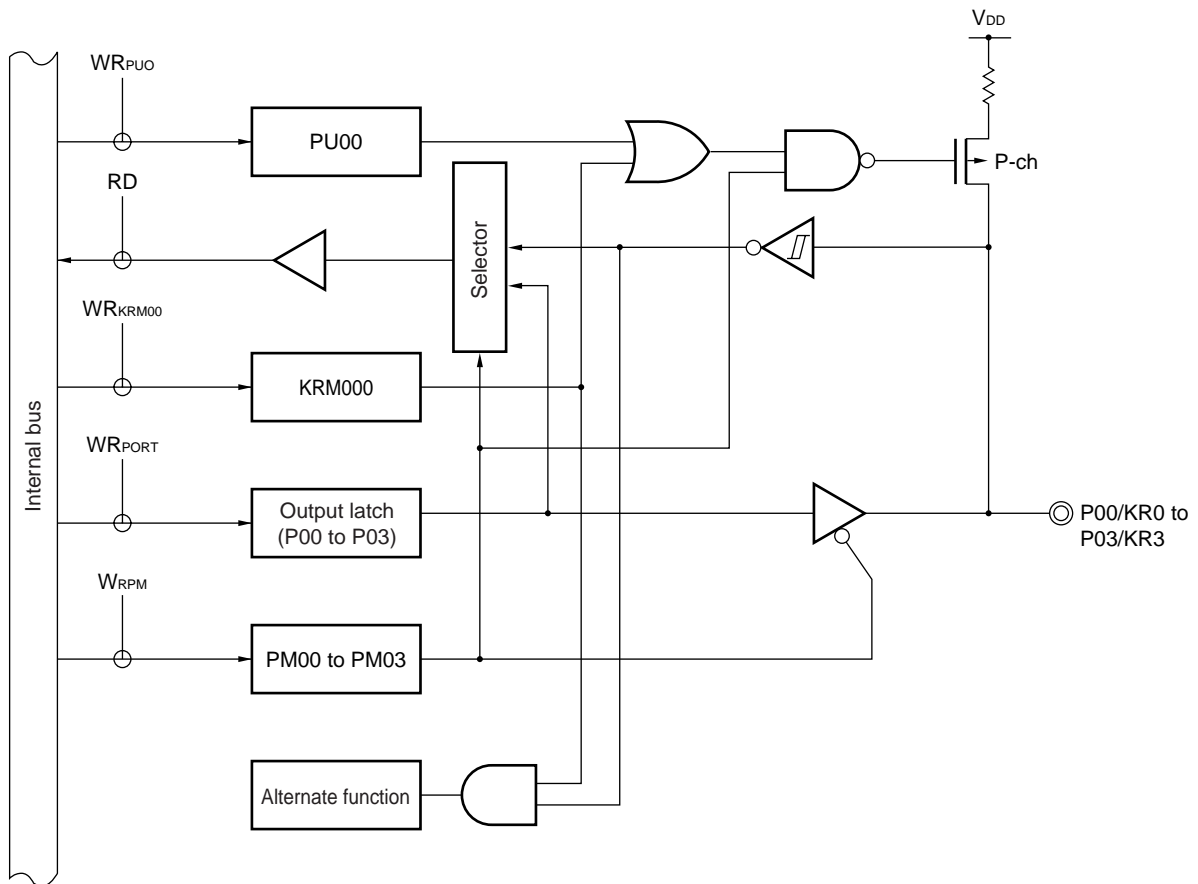 VDD
WRPUO
PU00
P-ch
RD
Selector
WRKRM00
KRM000
Internal bus
WRPORT
Output latch
(P00 to P03)
P00/KR0 to
P03/KR3
WRPM
PM00 to PM03
Alternate function